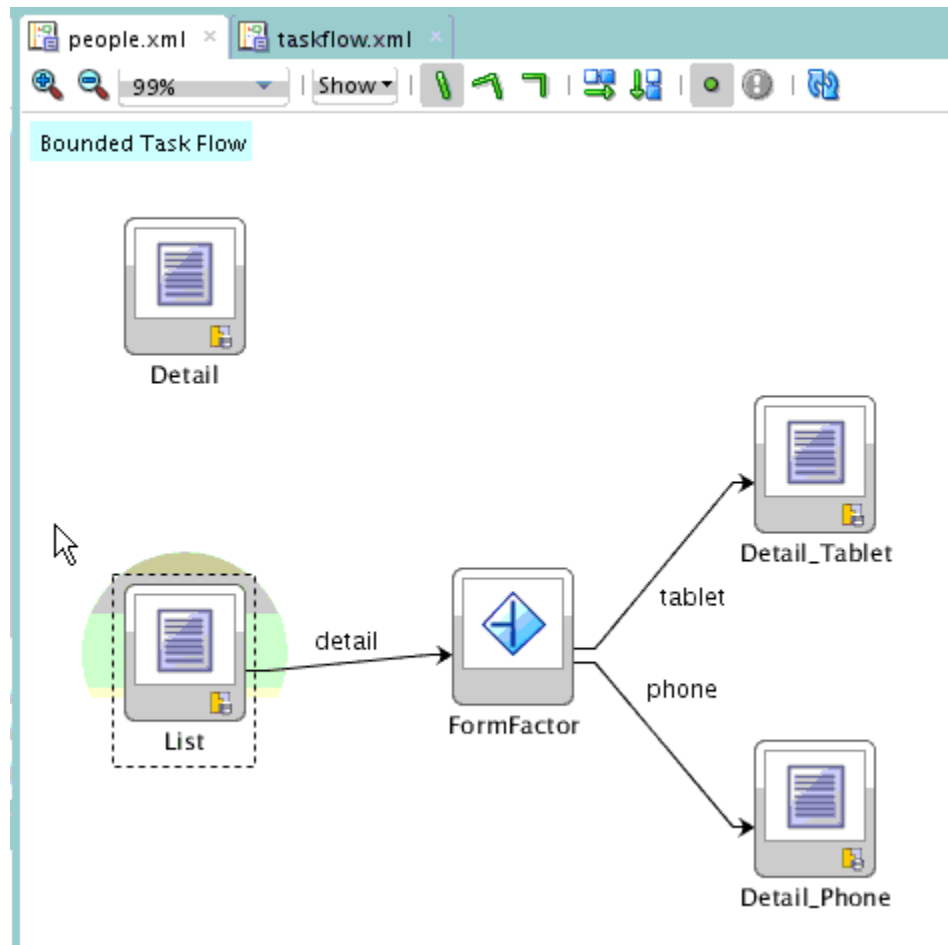 people.xml
taskflow.xml
99%
Show
Bounded Task Flow
Detail
Detail_Tablet
tablet
detail
phone
FormFactor
List
Detail_Phone